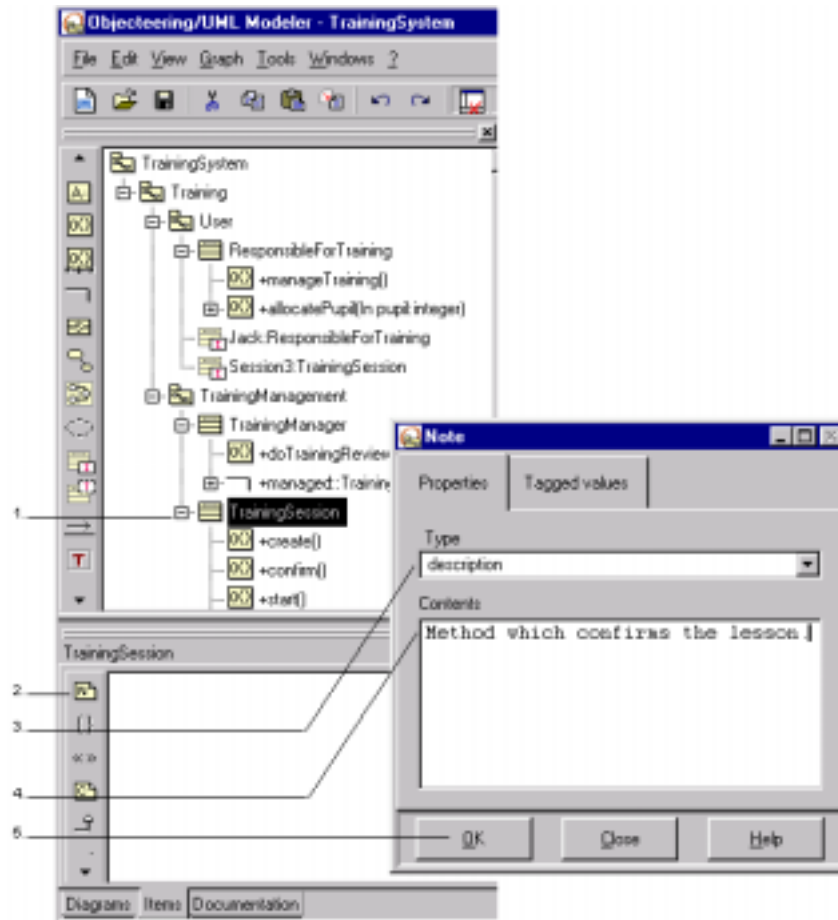 Objecteering/UML Modeler - TrainingSystem
File Edit View Graph Tools Windows ?
TrainingSystem
Training
User
ResponsibleForTraining
+manageTraining()
+allocatePupil(In pupil:integer)
Jack:ResponsibleForTraining
Session3:TrainingSession
TrainingManagement
TrainingManager
+doTrainingReview
+managed::Training
1
TrainingSession
+create()
+confirm()
+start()
TrainingSession
2
3
4
5
Diagrams Items Documentation
Note
Properties Tagged values
Type
description
Contents
Method which confirms the lesson.
OK Close Help